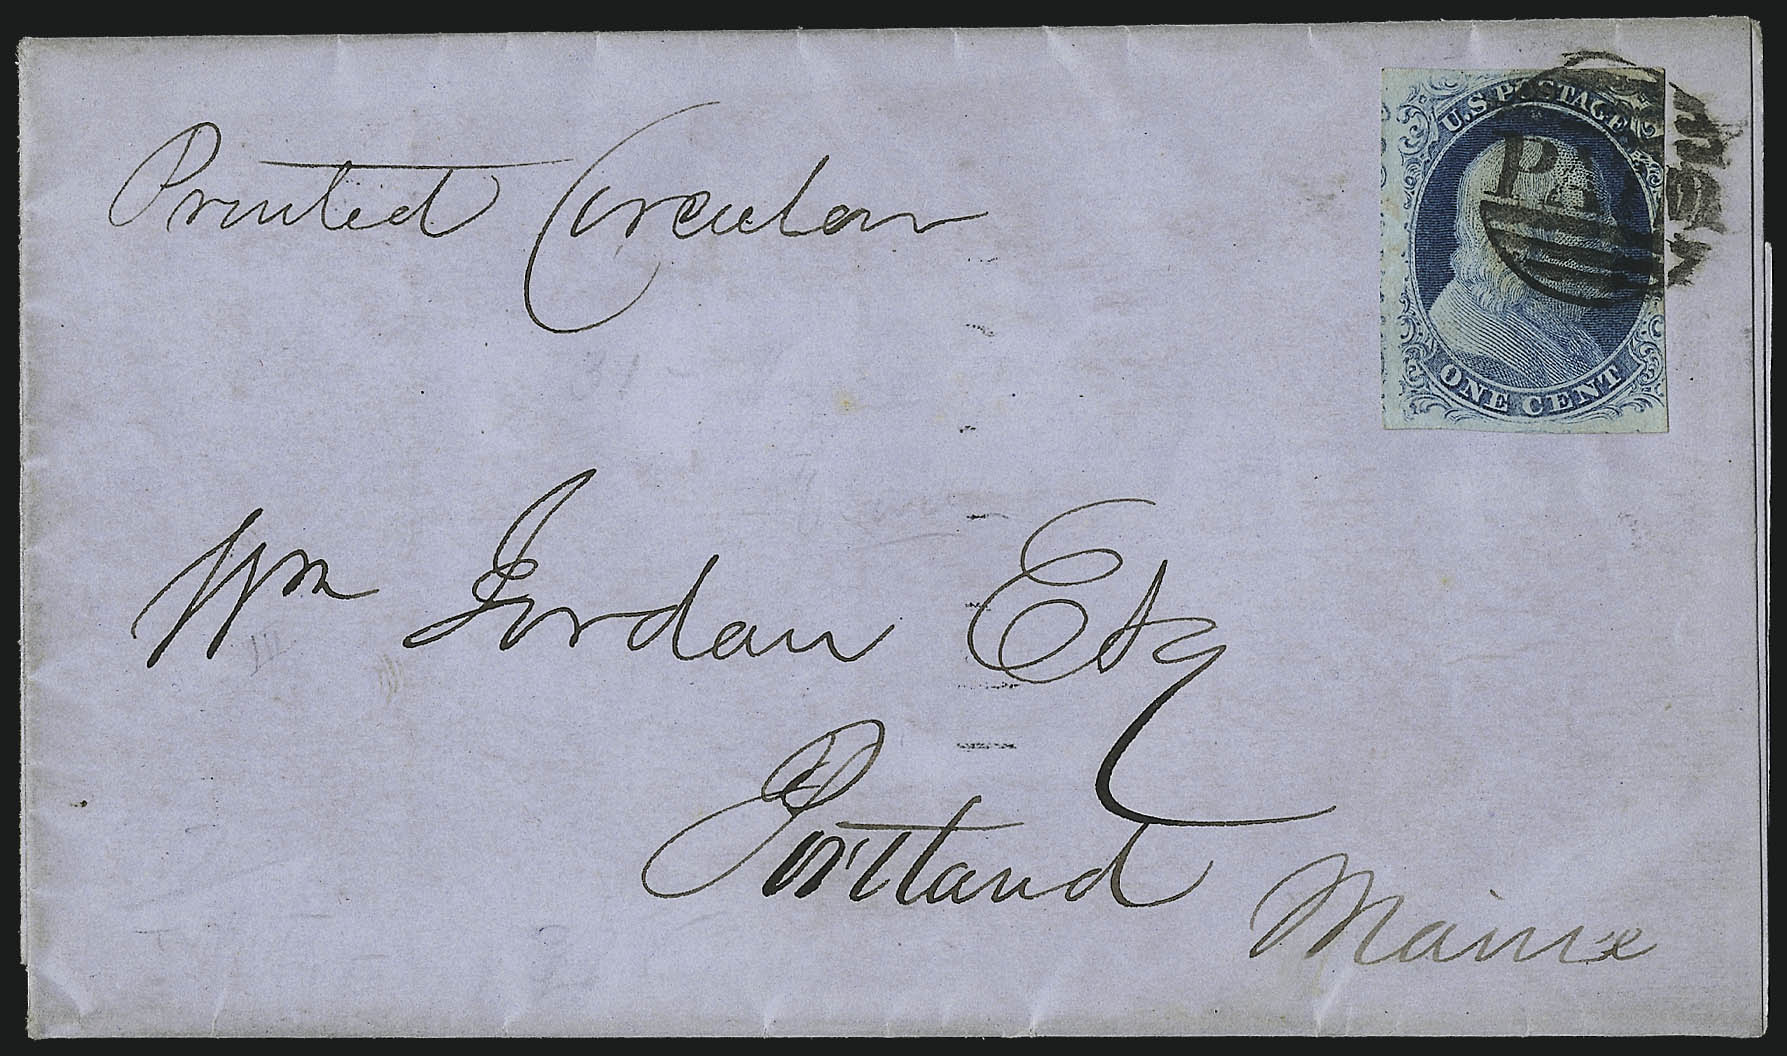 Printed Circular
U.S. POSTAGE
PAID
ONE CENT
Wm Jordan Esq
Portland
Maine